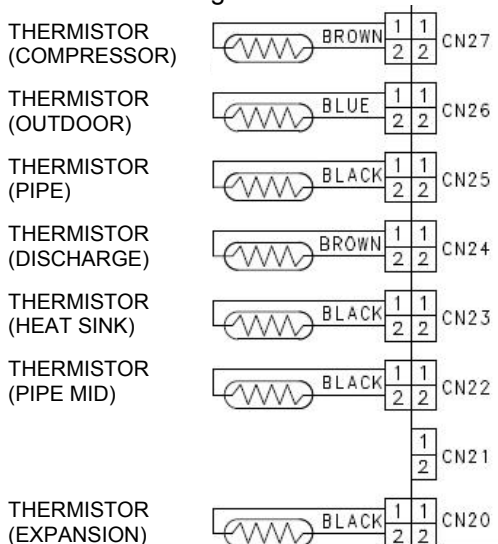 THERMISTOR
(COMPRESSOR)
BROWN
1 1
2 2
CN27
THERMISTOR
(OUTDOOR)
BLUE
1 1
2 2
CN26
THERMISTOR
(PIPE)
BLACK
1 1
2 2
CN25
THERMISTOR
(DISCHARGE)
BROWN
1 1
2 2
CN24
THERMISTOR
(HEAT SINK)
BLACK
1 1
2 2
CN23
THERMISTOR
(PIPE MID)
BLACK
1 1
2 2
CN22
1
2
CN21
THERMISTOR
(EXPANSION)
BLACK
1 1
2 2
CN20